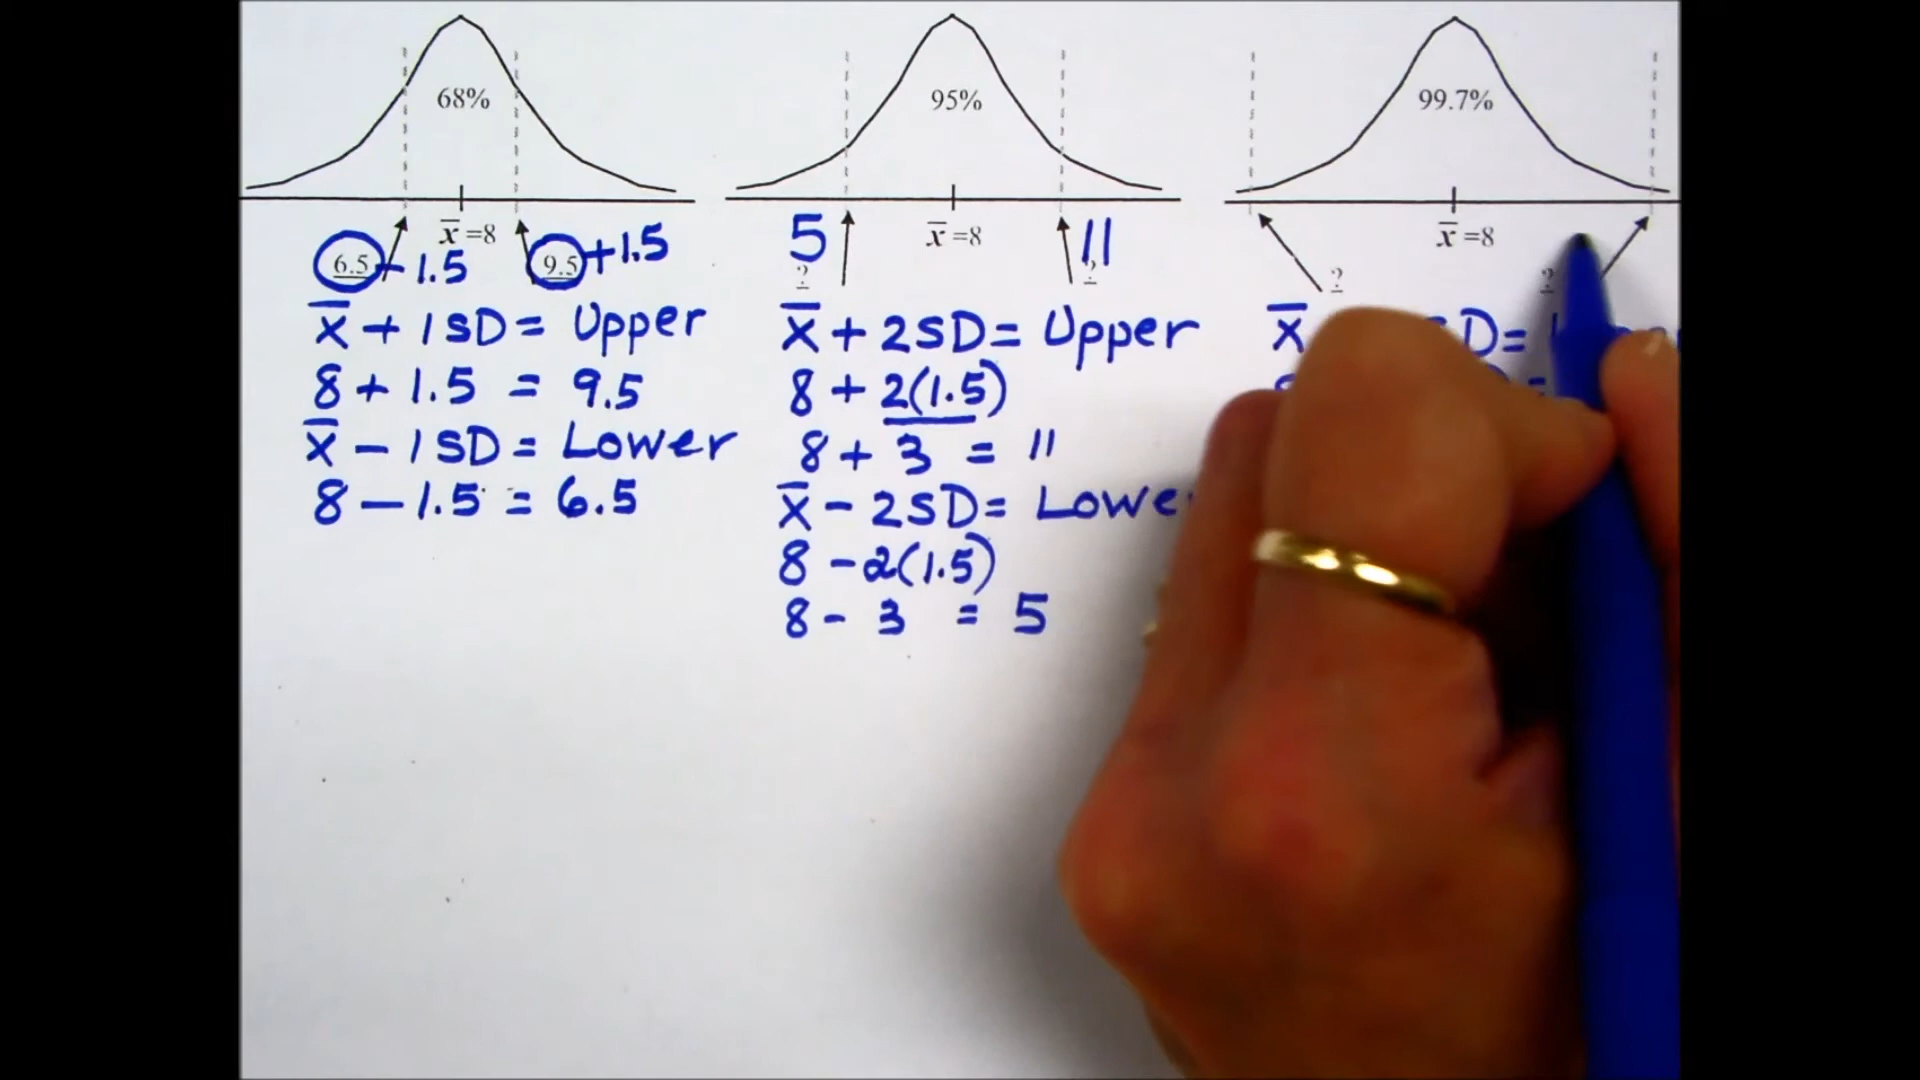 68%
x̄ =8
6.5 - 1.5
9.5 +1.5
x̄ + 1SD = Upper
8 + 1.5 = 9.5
x̄ - 1SD = Lower
8 - 1.5 = 6.5
95%
5
x̄ =8
11
?
?
x̄ + 2SD = Upper
8 + 2(1.5)
8 + 3 = 11
x̄ - 2SD = Lowe
8 - 2(1.5)
8 - 3 = 5
99.7%
x̄ =8
?
?
x̄
D=